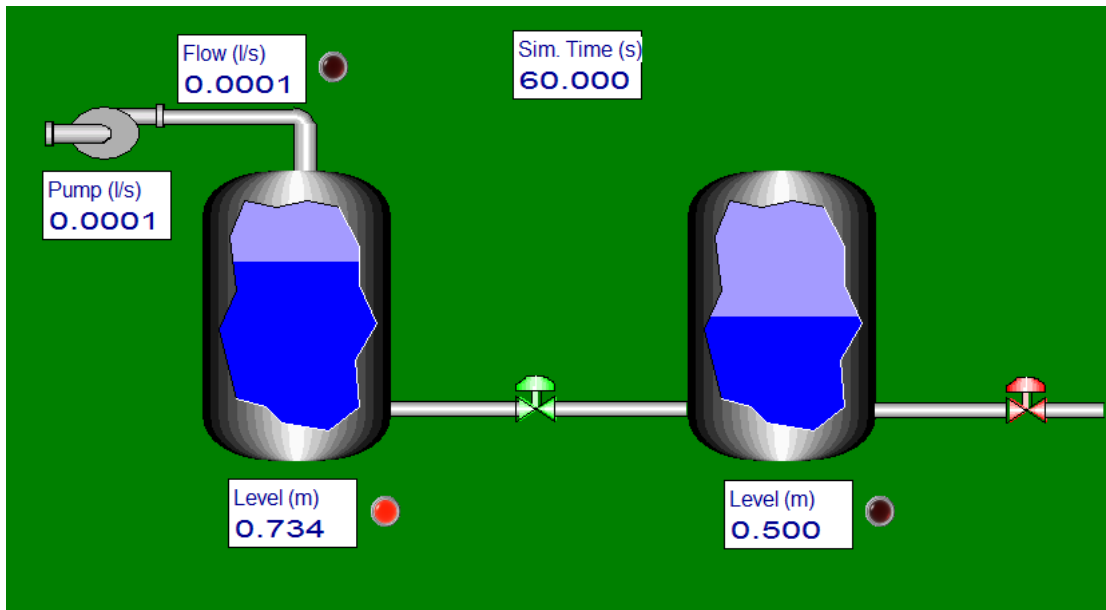 Flow (l/s)
0.0001
Sim. Time (s)
60.000
Pump (l/s)
0.0001
Level (m)
0.734
Level (m)
0.500